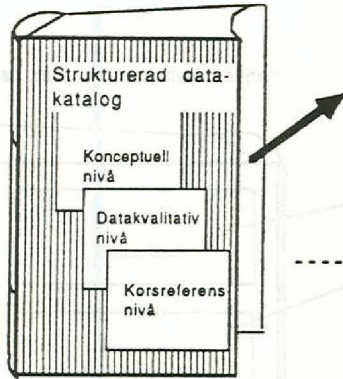 Strukturerad data-
katalog
Konceptuell
nivå
Datakvalitativ
nivå
Korsreferens
nivå